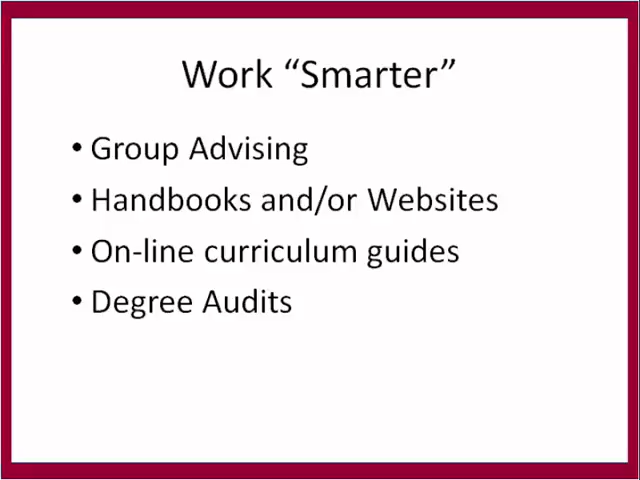 Work “Smarter”
• Group Advising
• Handbooks and/or Websites
• On-line curriculum guides
• Degree Audits